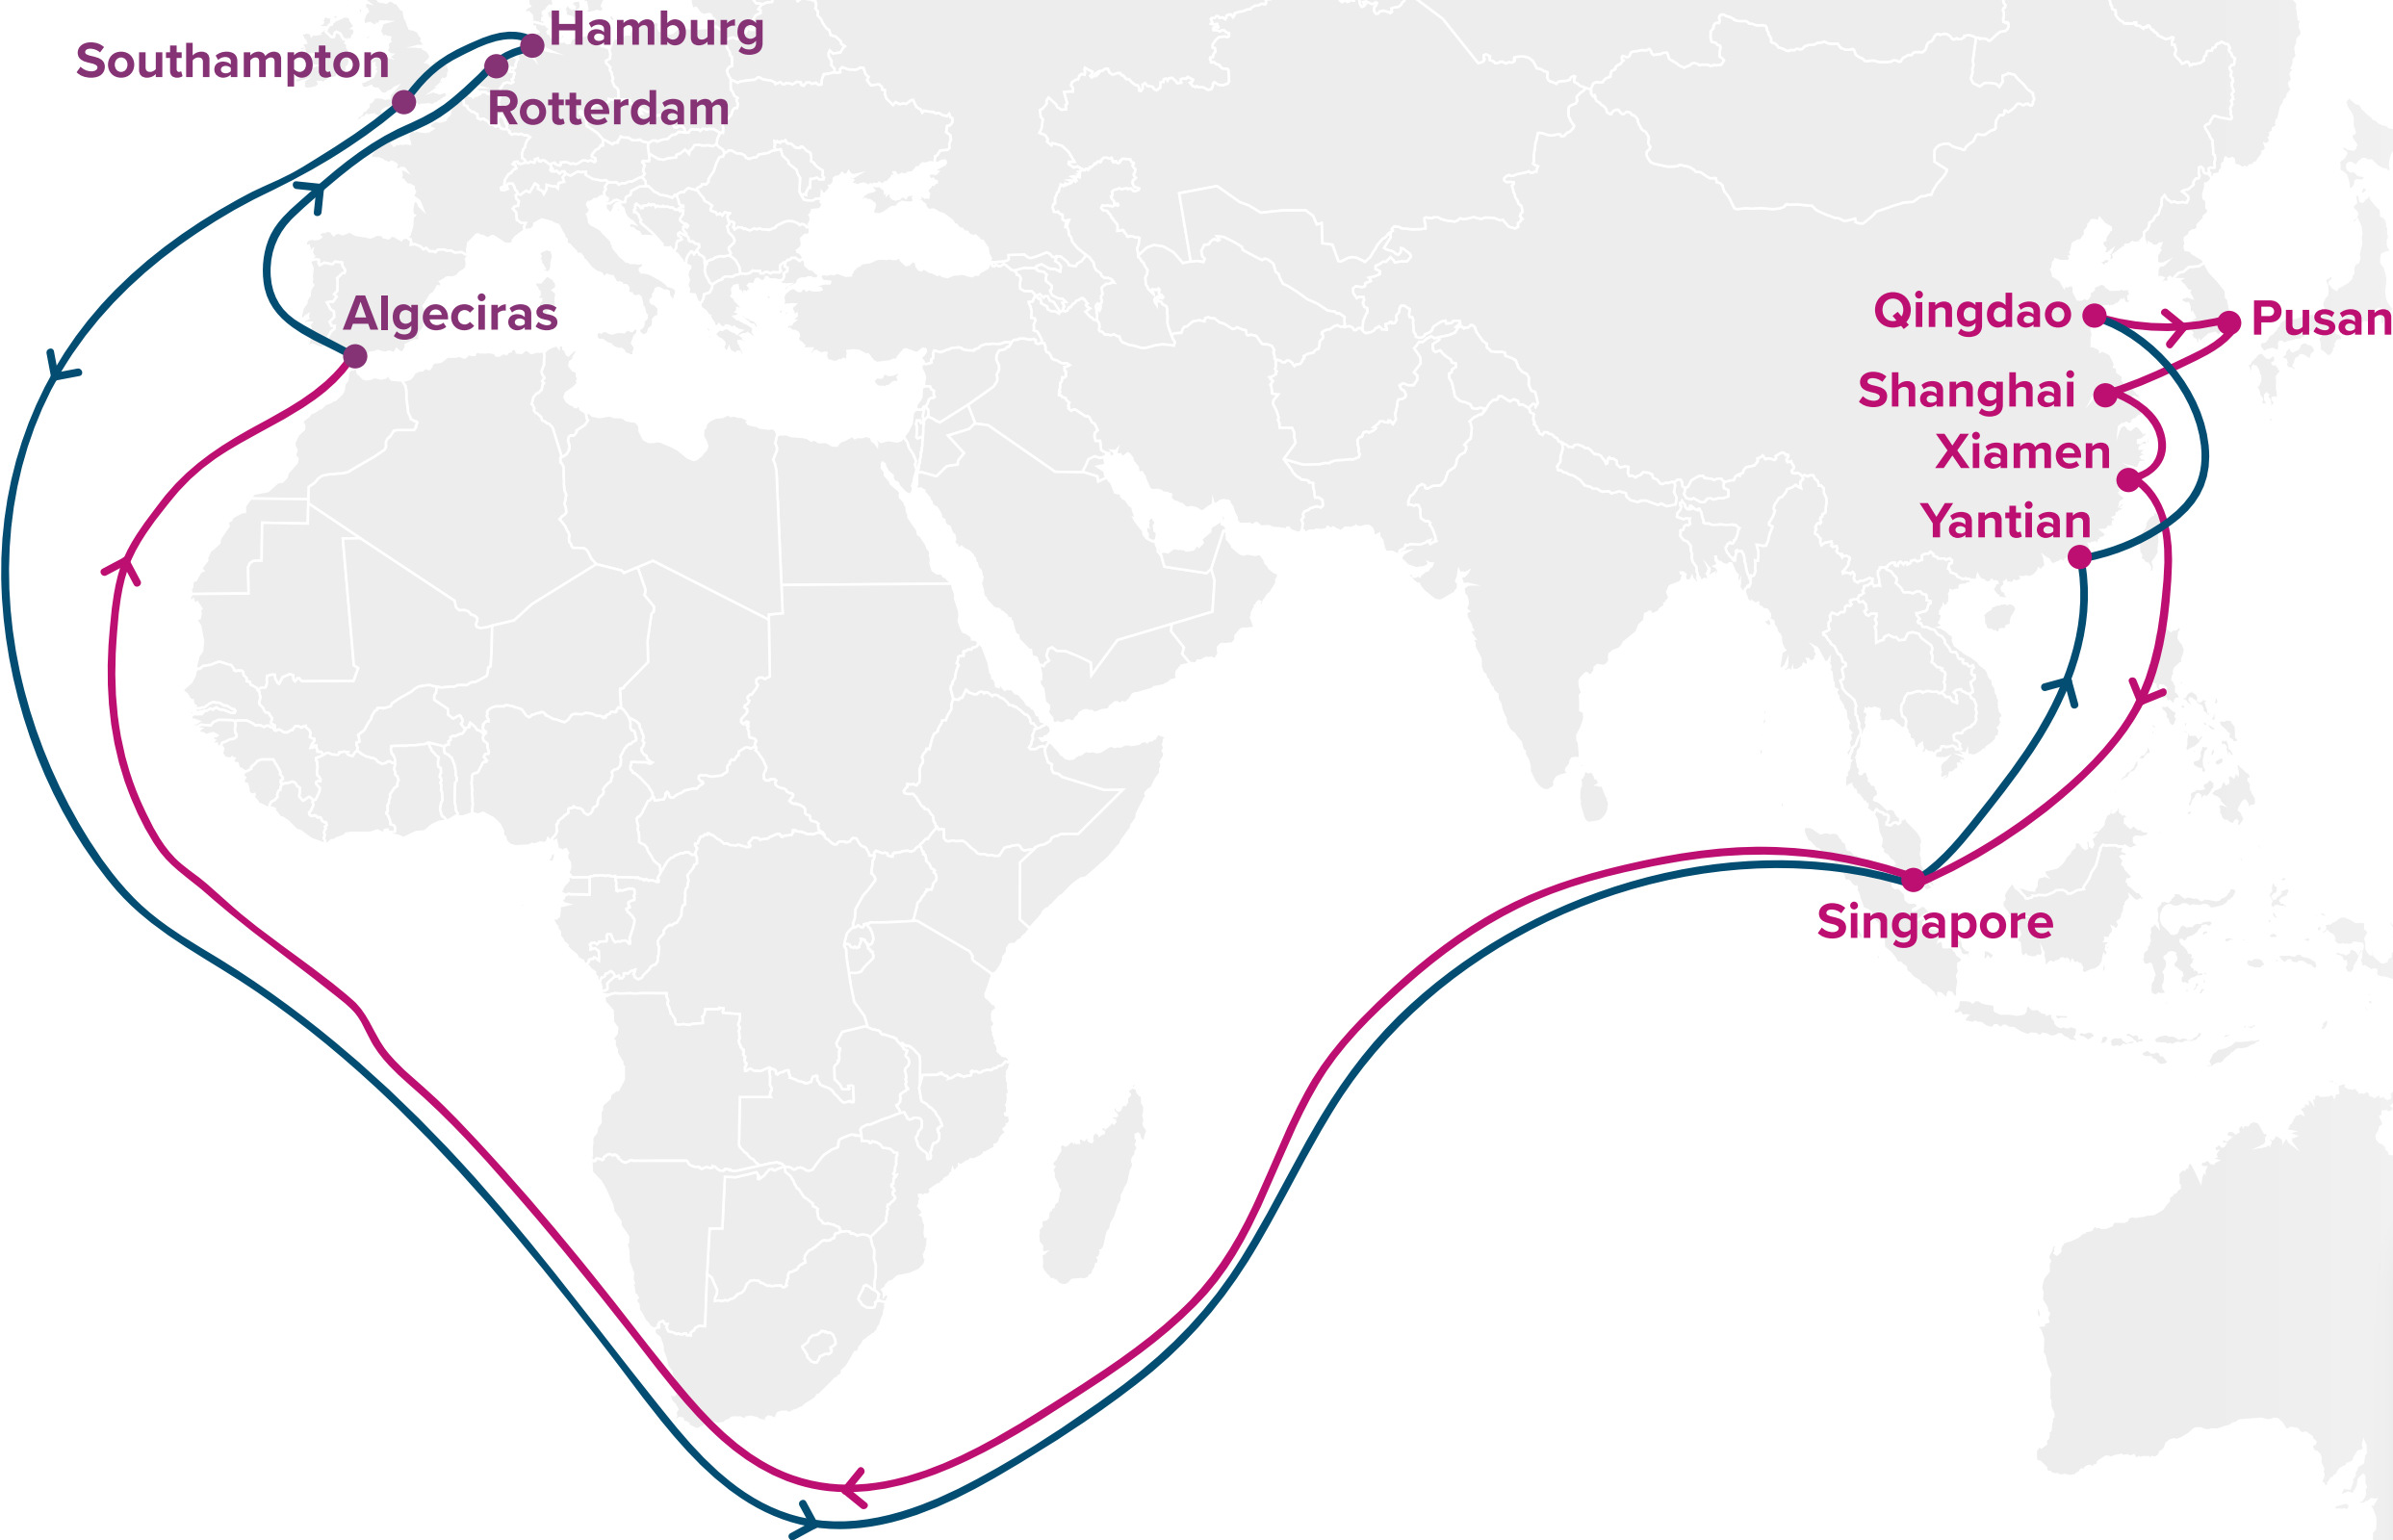 Hamburg
Southampton
Rotterdam
Algeciras
Qingdao
Pusan
Shanghai
Xiamen
Yantian
Singapore